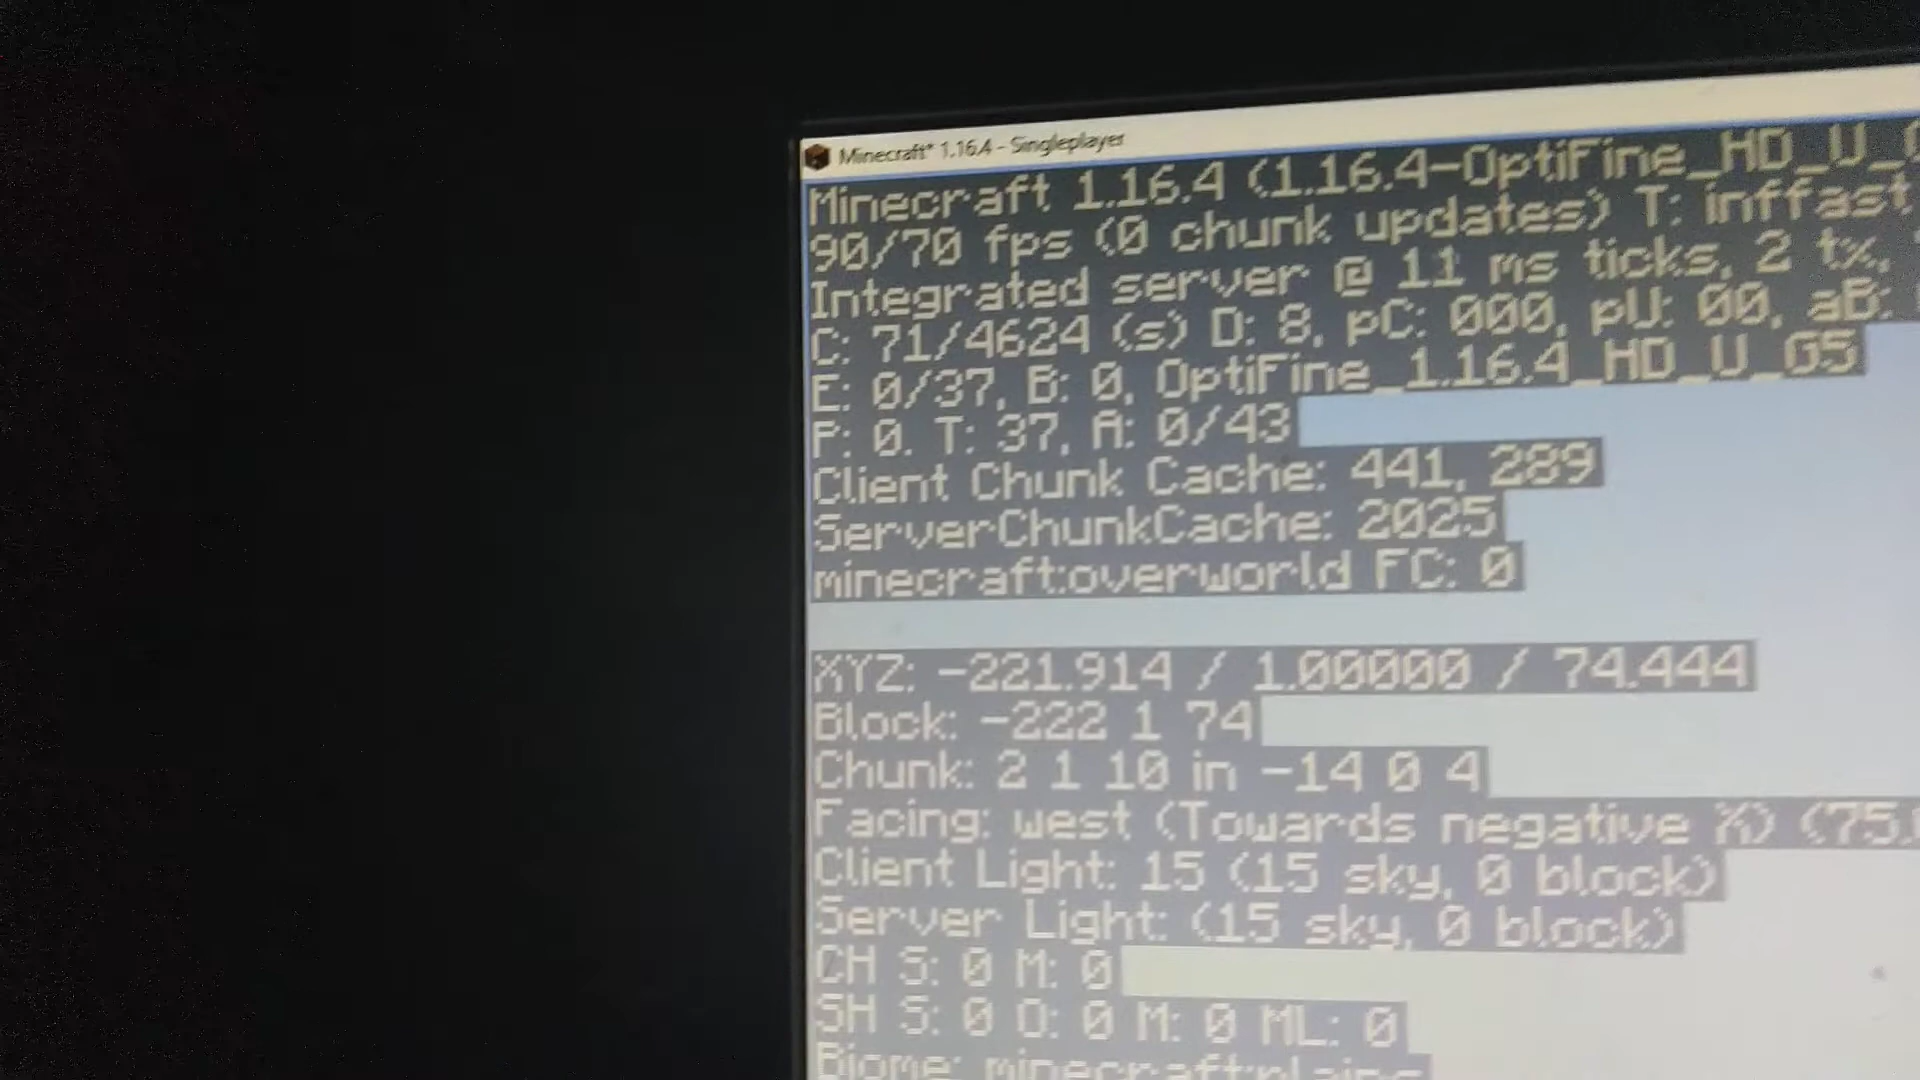 Minecraft* 1.16.4 - Singleplayer
Minecraft 1.16.4 (1.16.4-OptiFine_HD_U_
90/70 fps (0 chunk updates) T: inffast
Integrated server @ 11 ms ticks, 2 tx,
C: 71/4624 (s) D: 8, pC: 000, pU: 00, aB:
E: 0/37, B: 0, OptiFine_1.16.4_HD_U_G5
P: 0. T: 37, A: 0/43
Client Chunk Cache: 441, 289
ServerChunkCache: 2025
minecraft:overworld FC: 0
XYZ: -221.914 / 1.00000 / 74.444
Block: -222 1 74
Chunk: 2 1 10 in -14 0 4
Facing: west (Towards negative X) (75.
Client Light: 15 (15 sky, 0 block)
Server Light: (15 sky, 0 block)
CH S: 0 M: 0
SH S: 0 O: 0 M: 0 ML: 0
Biome: minecraft:plains